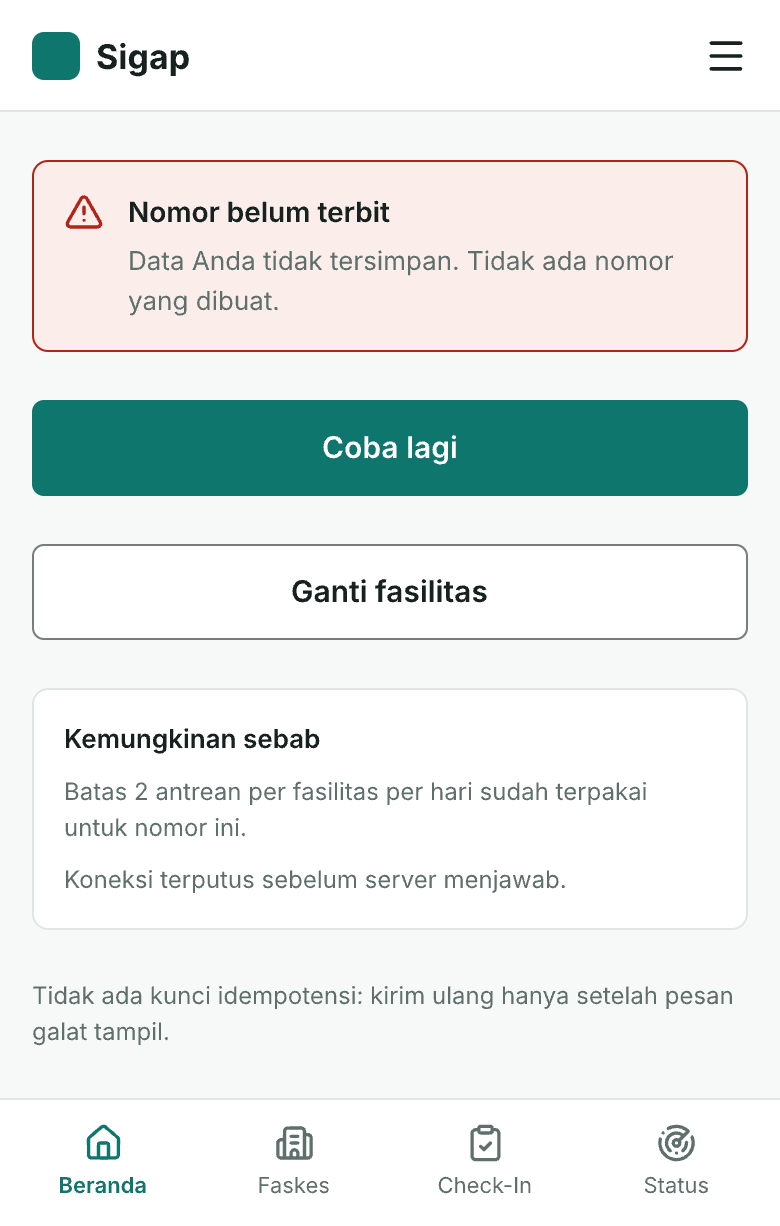 Sigap
Nomor belum terbit
Data Anda tidak tersimpan. Tidak ada nomor
yang dibuat.
Coba lagi
Ganti fasilitas
Kemungkinan sebab
Batas 2 antrean per fasilitas per hari sudah terpakai
untuk nomor ini.
Koneksi terputus sebelum server menjawab.
Tidak ada kunci idempotensi: kirim ulang hanya setelah pesan
galat tampil.
Beranda
Faskes
Check-In
Status